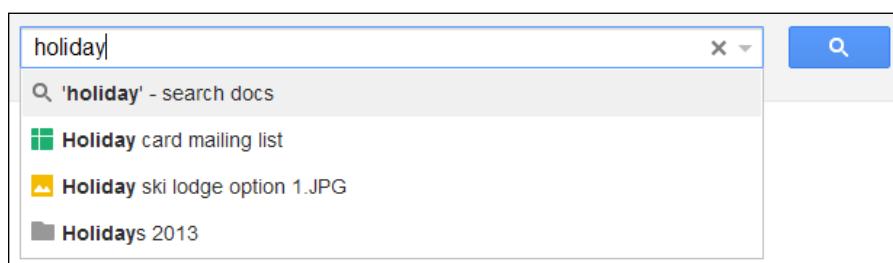 holiday
'holiday' - search docs
Holiday card mailing list
Holiday ski lodge option 1.JPG
Holidays 2013